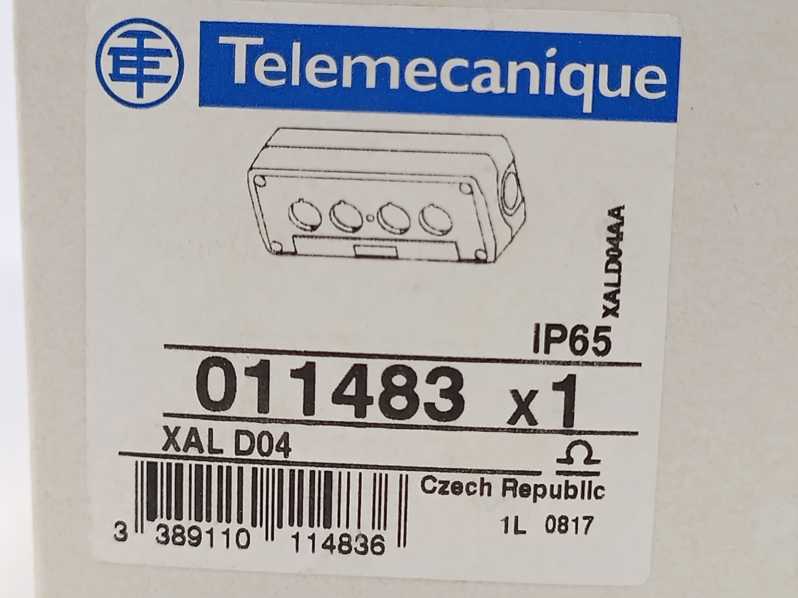 Telemecanique
XALD04AA
IP65
011483 x1
XAL D04
Czech Republic
1L 0817
3 389110 114836